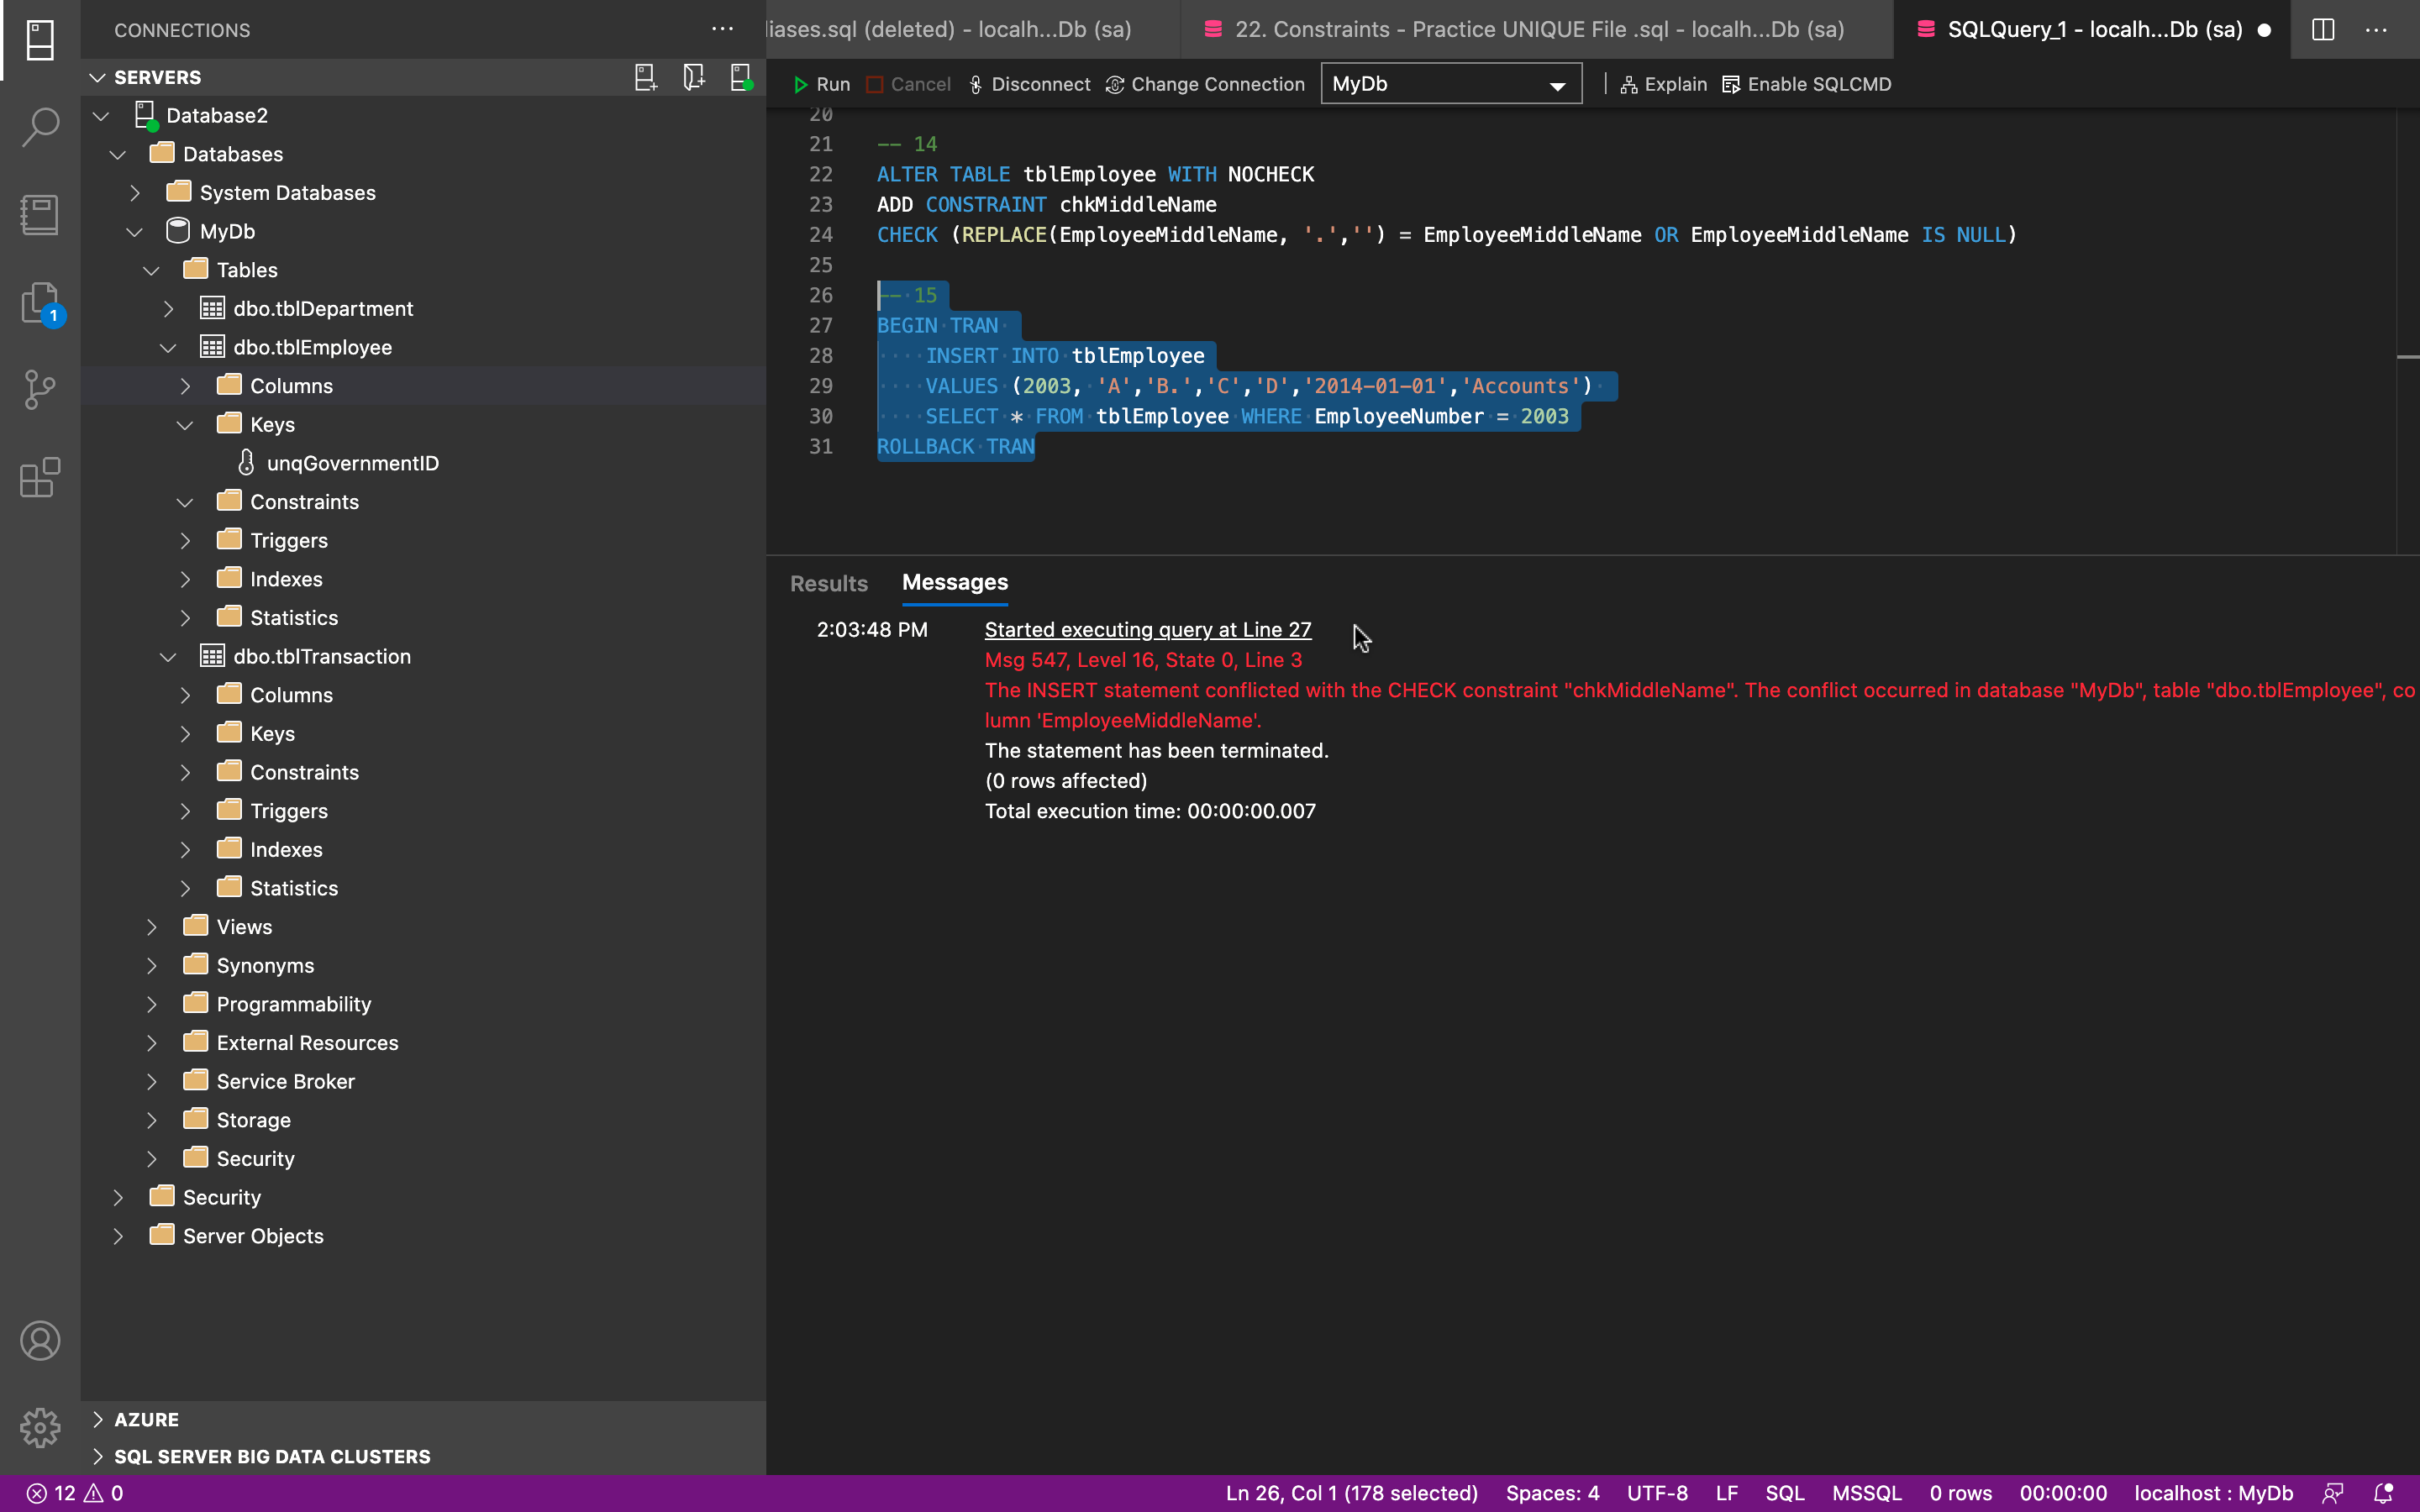 CONNECTIONS
SERVERS
Database2
Databases
System Databases
MyDb
Tables
dbo.tblDepartment
dbo.tblEmployee
Columns
Keys
unqGovernmentID
Constraints
Triggers
Indexes
Statistics
dbo.tblTransaction
Columns
Keys
Constraints
Triggers
Indexes
Statistics
Views
Synonyms
Programmability
External Resources
Service Broker
Storage
Security
Security
Server Objects
AZURE
SQL SERVER BIG DATA CLUSTERS
1
liases.sql (deleted) - localh...Db (sa)
22. Constraints - Practice UNIQUE File .sql - localh...Db (sa)
SQLQuery_1 - localh...Db (sa)
Run Cancel Disconnect Change Connection MyDb Explain Enable SQLCMD
20
21 -- 14
22 ALTER TABLE tblEmployee WITH NOCHECK
23 ADD CONSTRAINT chkMiddleName
24 CHECK (REPLACE(EmployeeMiddleName, '.','') = EmployeeMiddleName OR EmployeeMiddleName IS NULL)
25
26 -- 15
27 BEGIN TRAN
28 INSERT INTO tblEmployee
29 VALUES (2003, 'A','B.','C','D','2014-01-01','Accounts')
30 SELECT * FROM tblEmployee WHERE EmployeeNumber = 2003
31 ROLLBACK TRAN
Results Messages
2:03:48 PM Started executing query at Line 27
Msg 547, Level 16, State 0, Line 3
The INSERT statement conflicted with the CHECK constraint "chkMiddleName". The conflict occurred in database "MyDb", table "dbo.tblEmployee", co
lumn 'EmployeeMiddleName'.
The statement has been terminated.
(0 rows affected)
Total execution time: 00:00:00.007
12 0 Ln 26, Col 1 (178 selected) Spaces: 4 UTF-8 LF SQL MSSQL 0 rows 00:00:00 localhost : MyDb